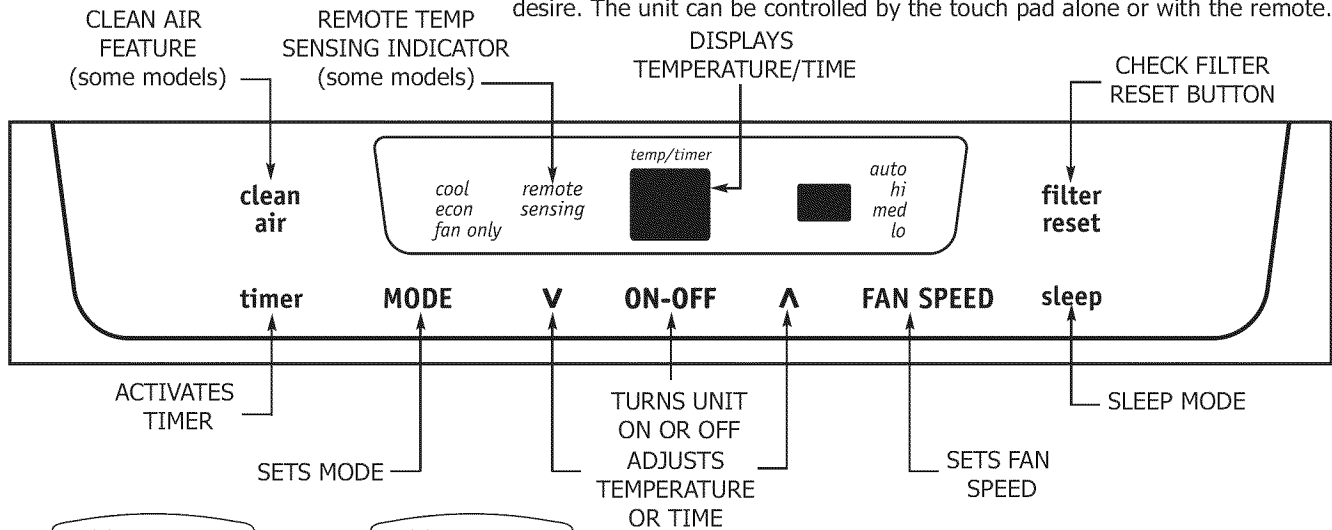 desire. The unit can be controlled by the touch pad alone or with the remote.
CLEAN AIR
FEATURE
(some models)
REMOTE TEMP
SENSING INDICATOR
(some models)
DISPLAYS
TEMPERATURE/TIME
CHECK FILTER
RESET BUTTON
clean
air
cool
econ
fan only
remote
sensing
temp/timer
auto
hi
med
lo
filter
reset
timer
MODE
V
ON-OFF
Λ
FAN SPEED
sleep
ACTIVATES
TIMER
SETS MODE
TURNS UNIT
ON OR OFF
ADJUSTS
TEMPERATURE
OR TIME
SETS FAN
SPEED
SLEEP MODE